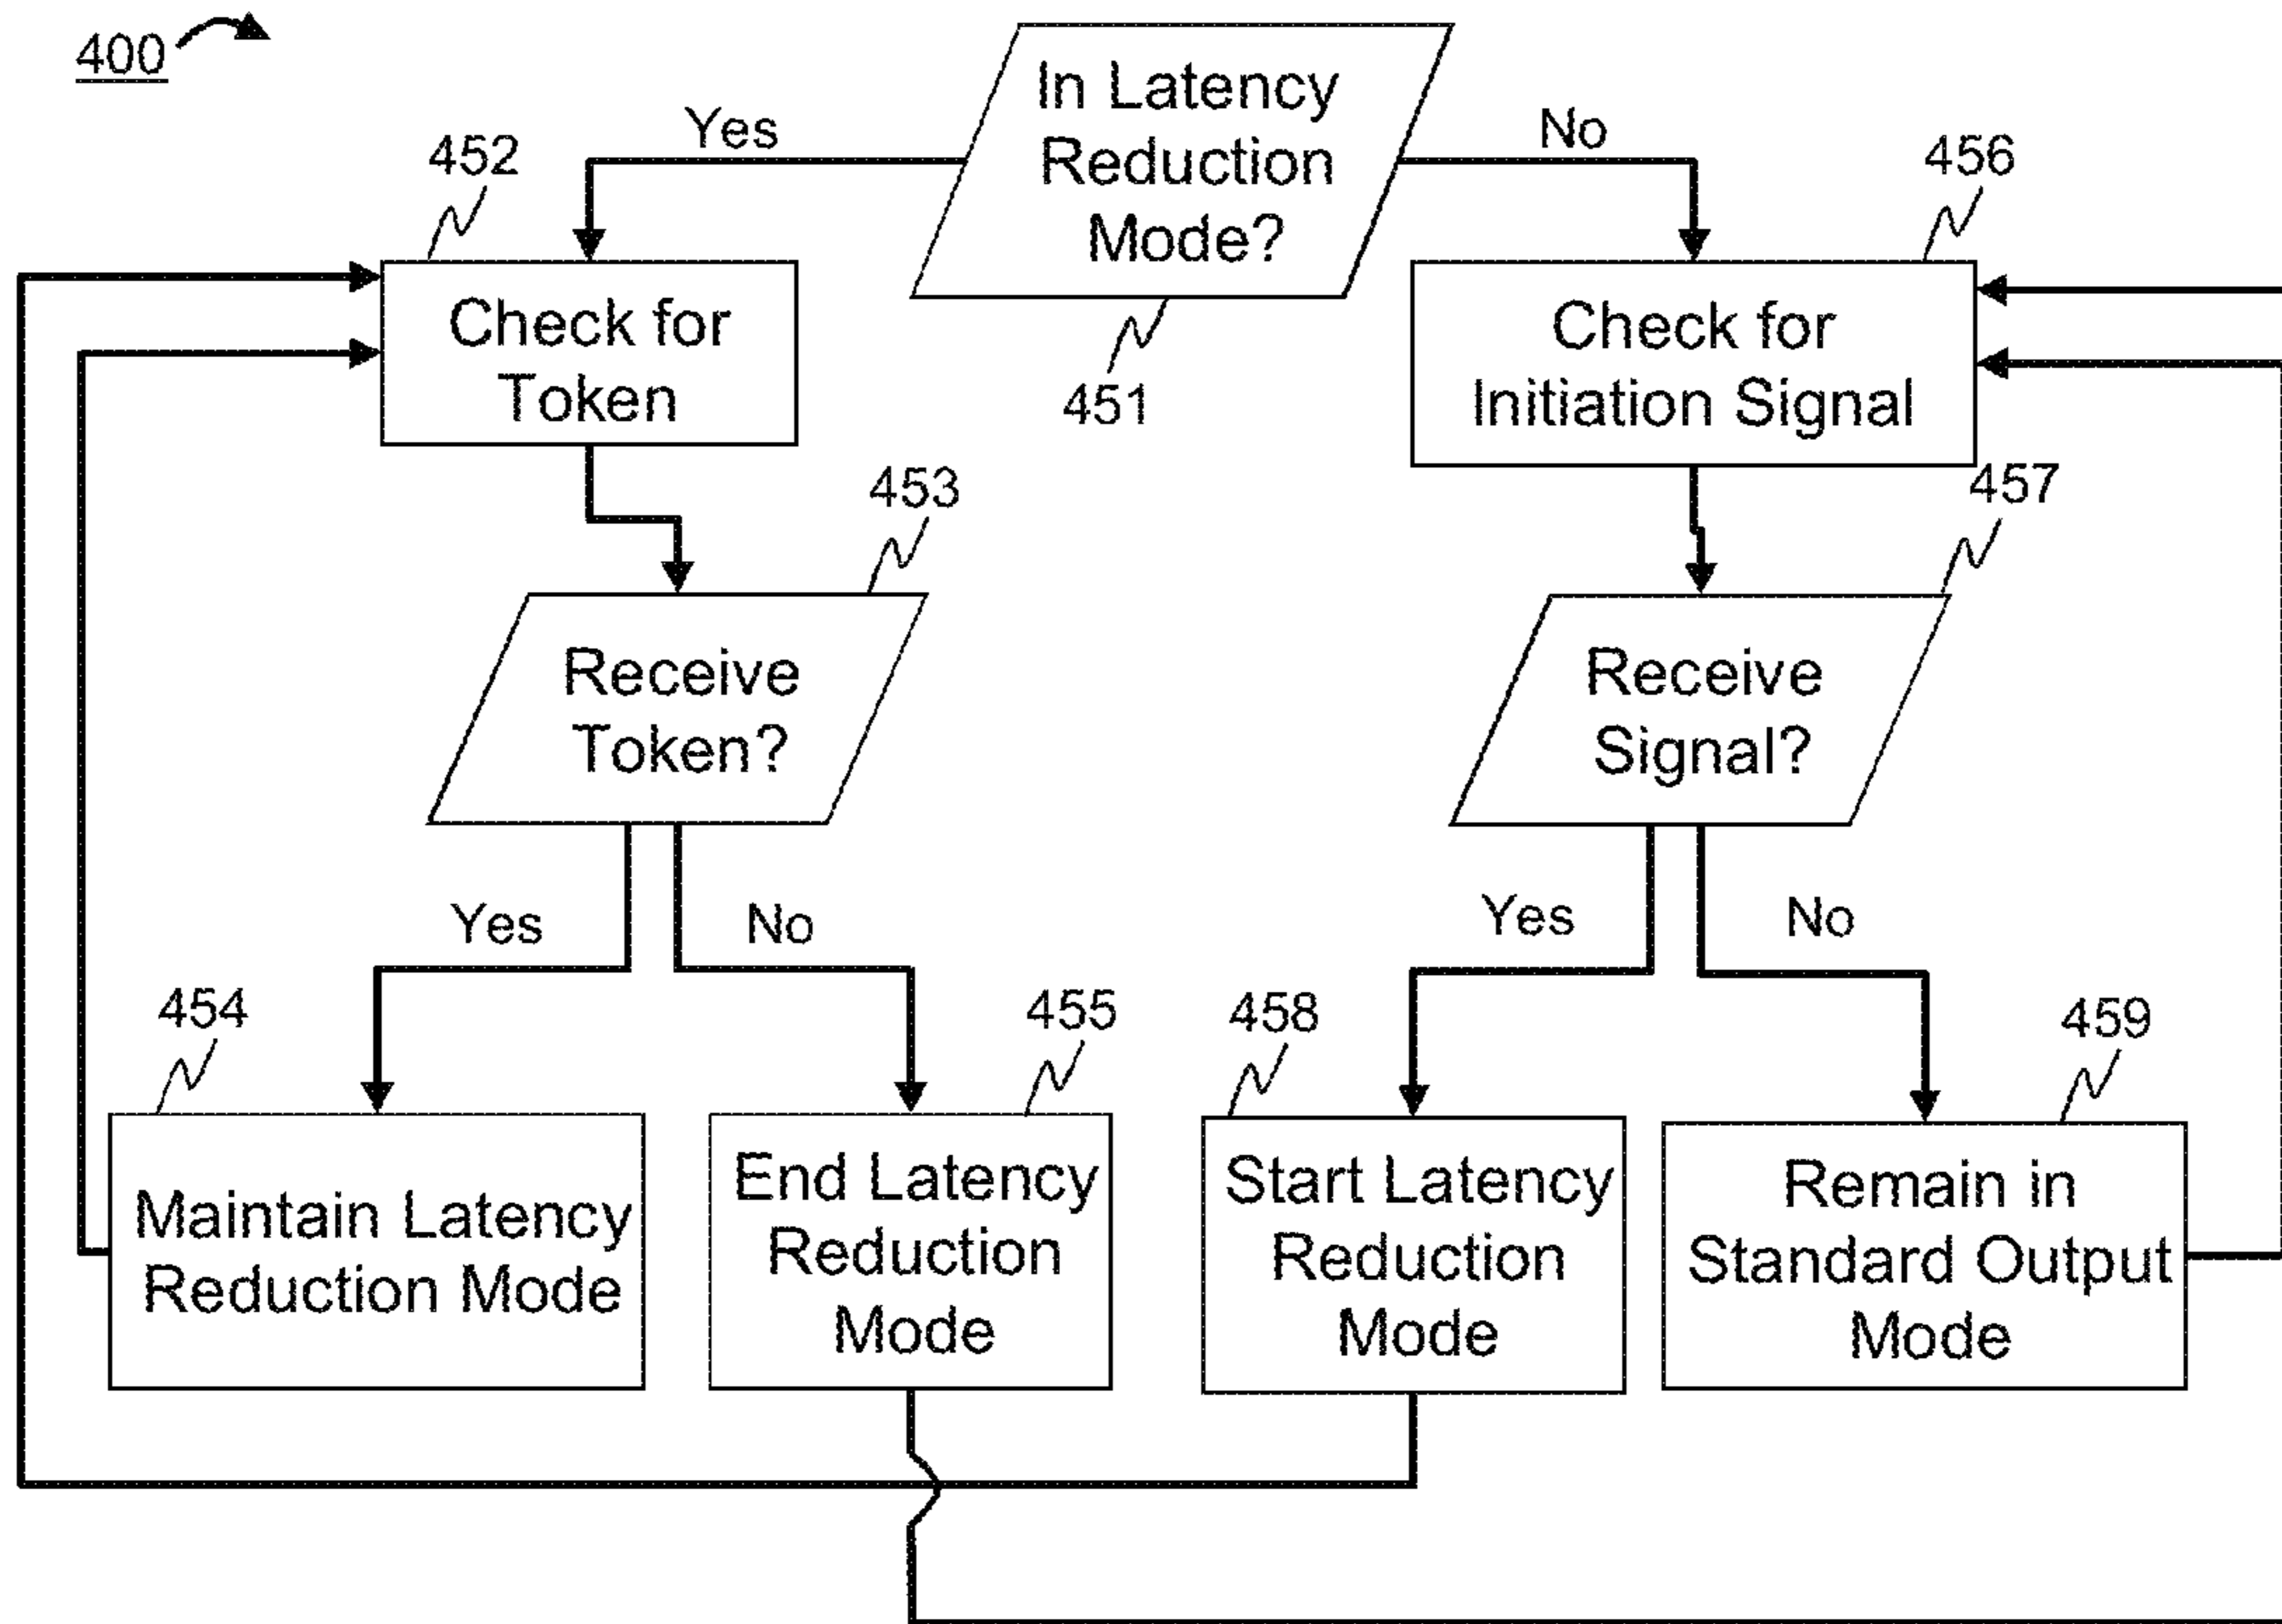 400
In Latency
Reduction
Mode?
Yes
No
452
456
451
Check for
Token
Check for
Initiation Signal
453
457
Receive
Token?
Receive
Signal?
Yes
No
Yes
No
454
455
458
459
Maintain Latency
Reduction Mode
End Latency
Reduction
Mode
Start Latency
Reduction
Mode
Remain in
Standard Output
Mode